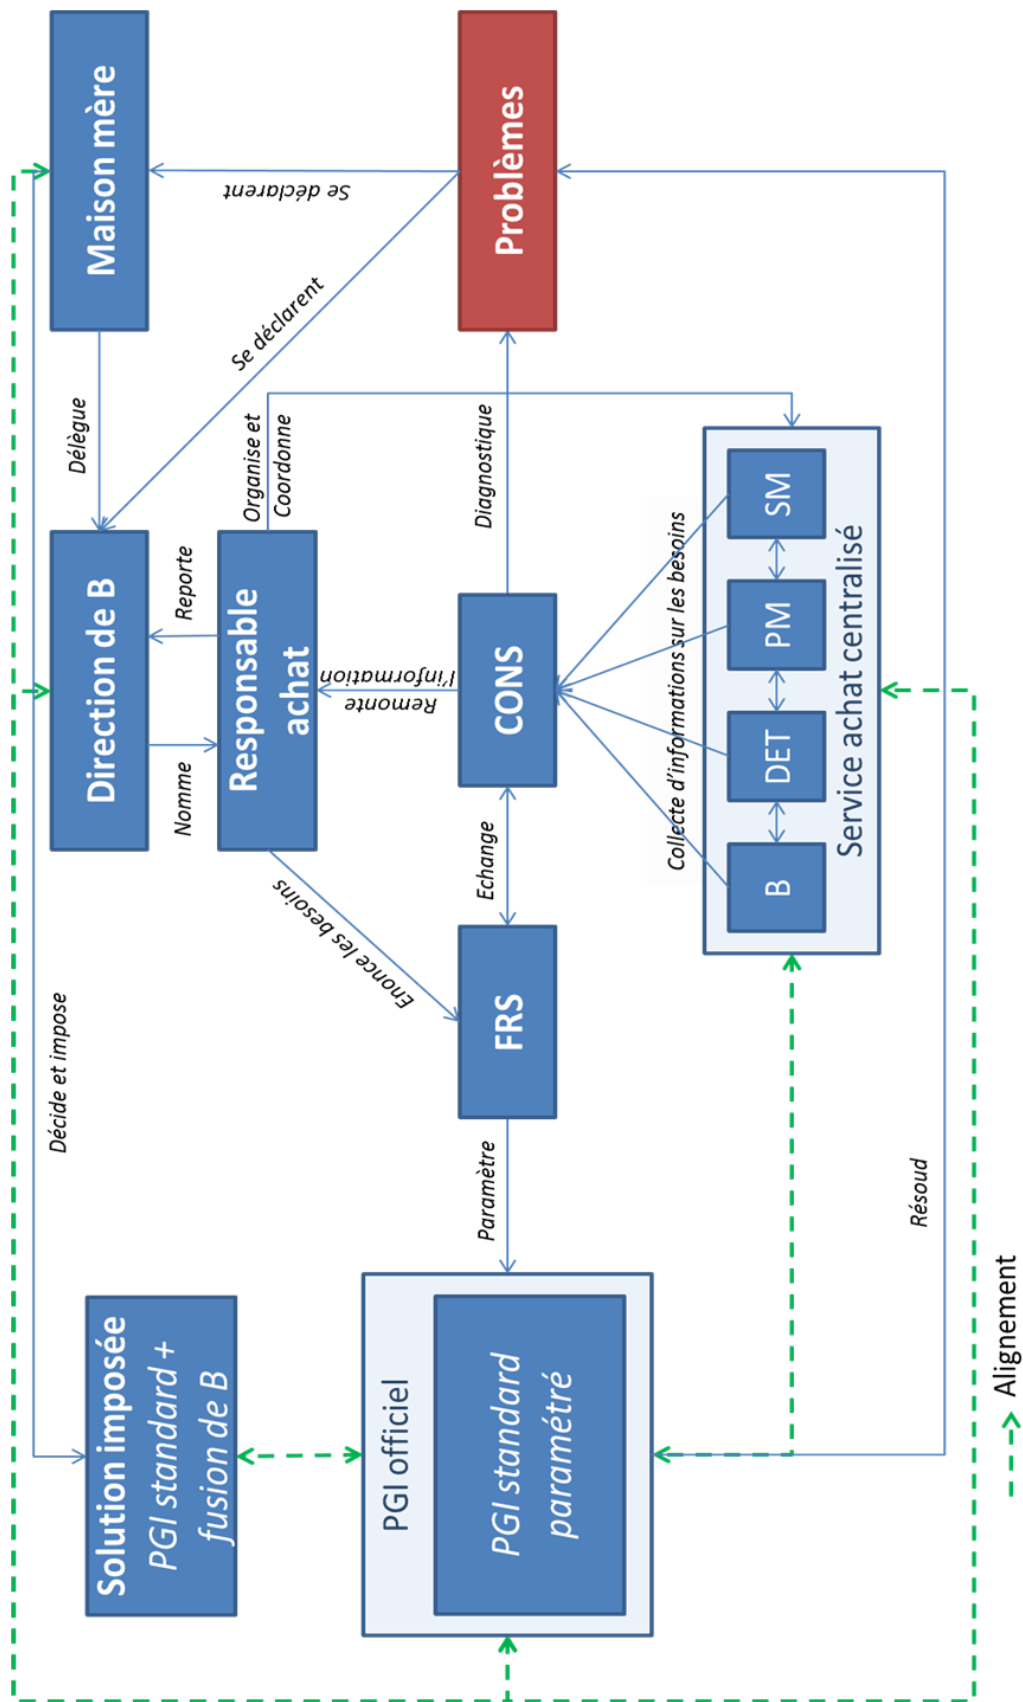 Décide et impose
Solution imposée
PGI standard +
fusion de B
Direction de B
Délègue
Maison mère
Nomme
Reporte
Se déclarent
Se déclarent
Responsable
achat
Organise et
Coordonne
Enonce les besoins
Remonte
l'information
PGI officiel
PGI standard
paramétré
Paramètre
FRS
Echange
CONS
Diagnostique
Problèmes
Collecte d'informations sur les besoins
B
DET
PM
SM
Service achat centralisé
Résoud
Alignement